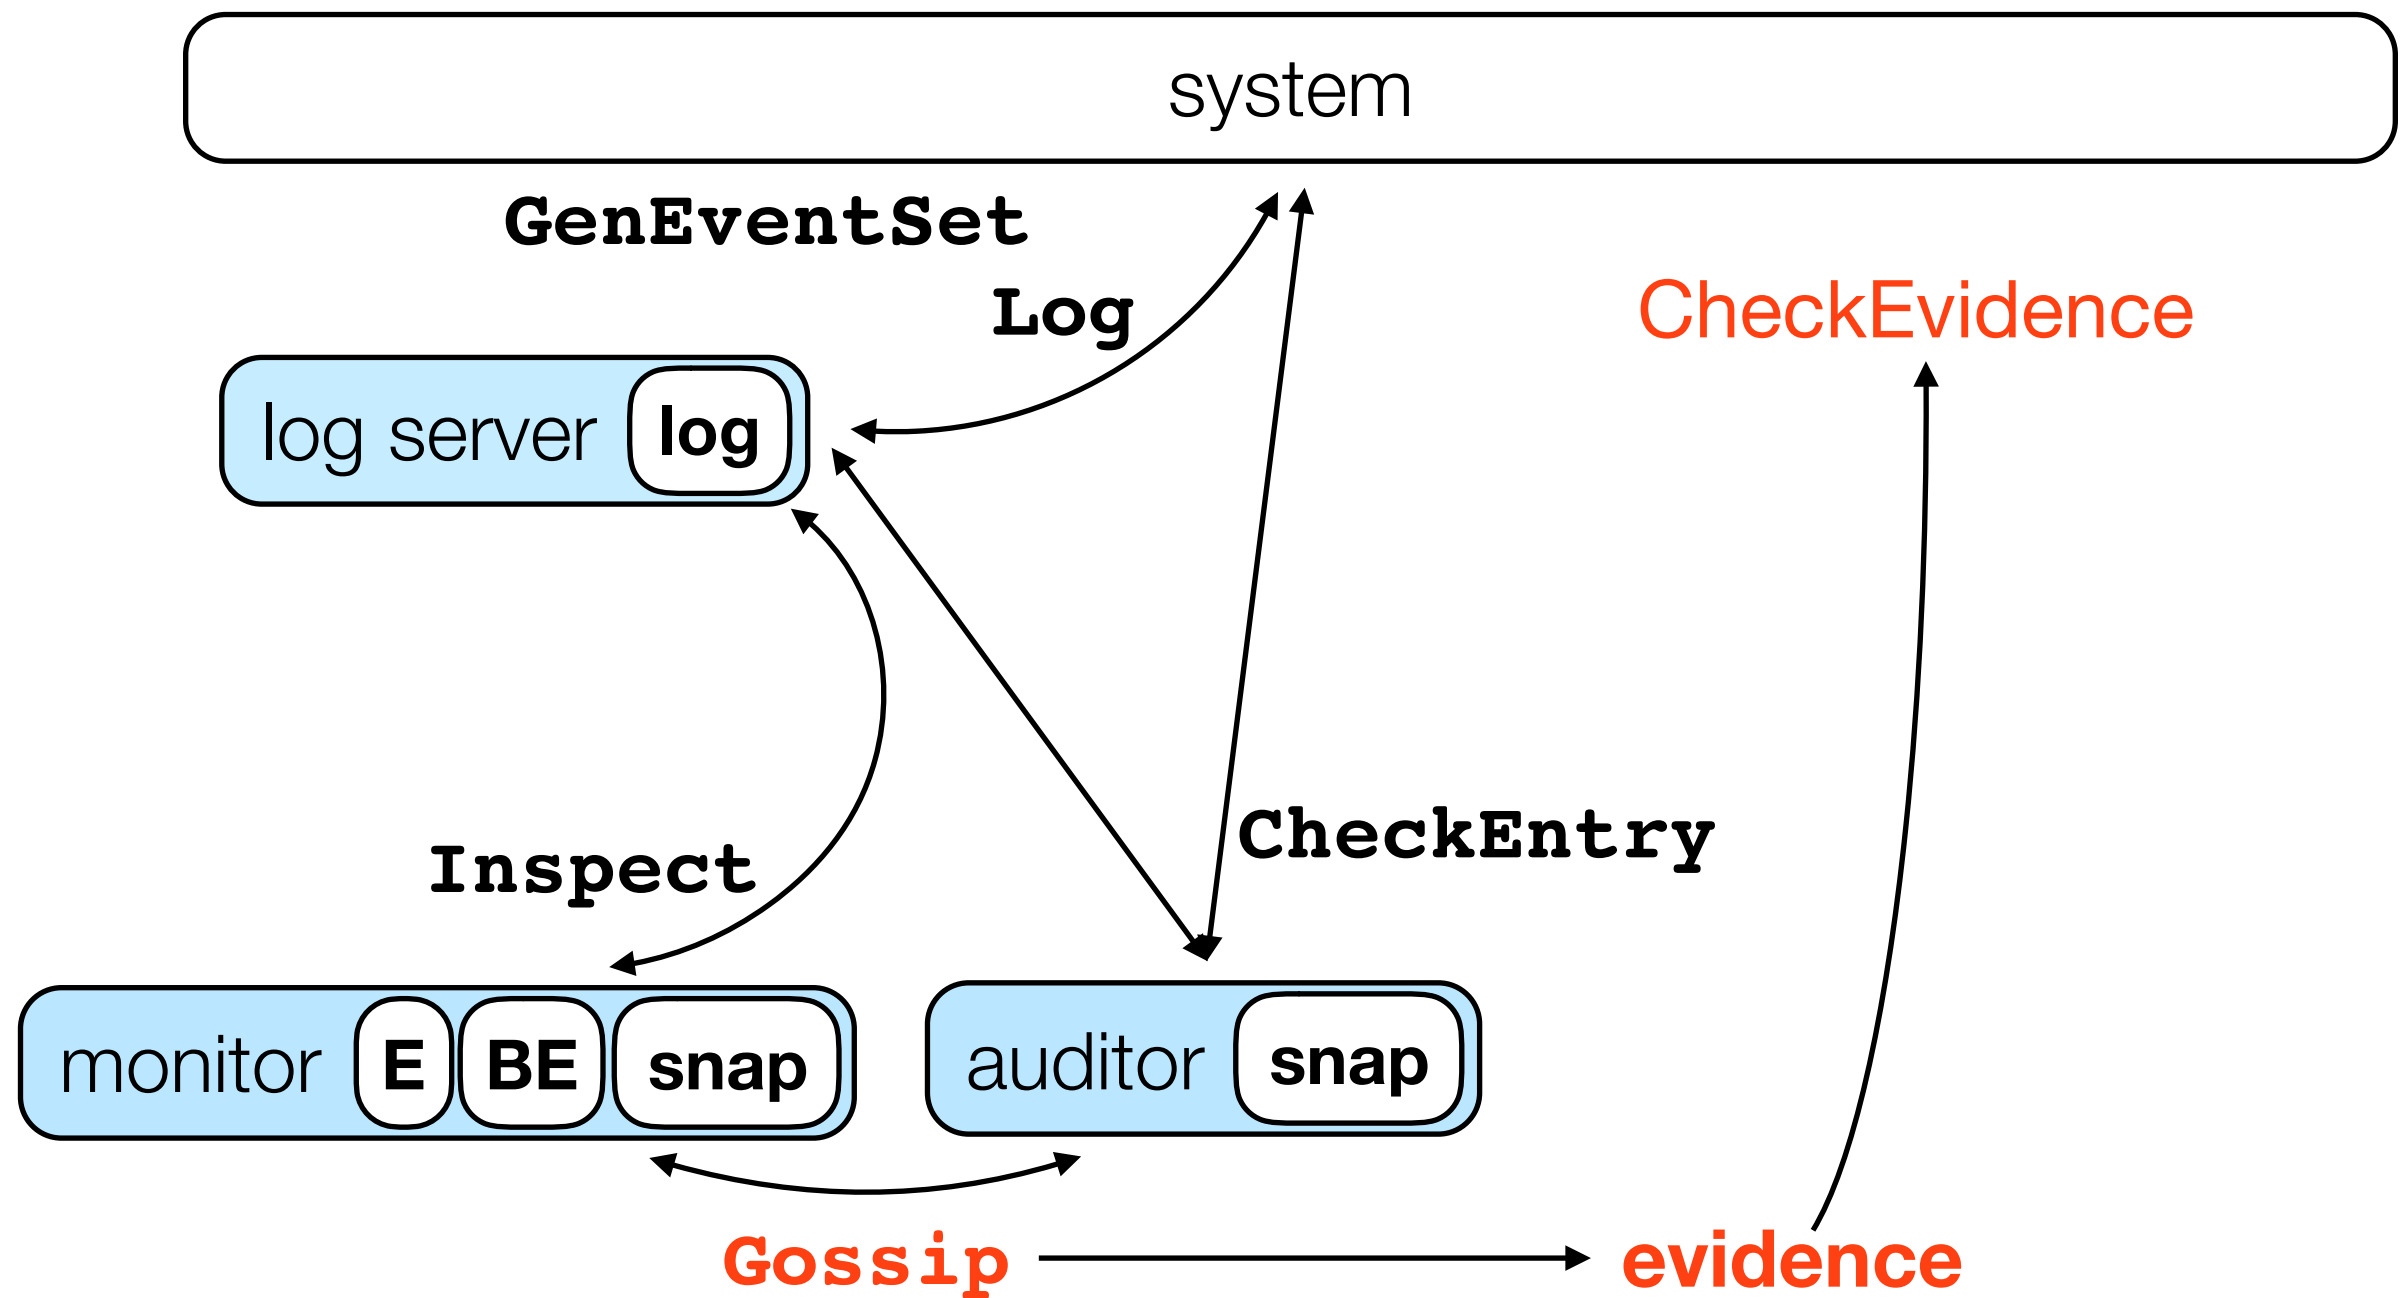 system
GenEventSet
Log
CheckEvidence
log server log
CheckEntry
Inspect
monitor E BE snap
auditor snap
Gossip
evidence